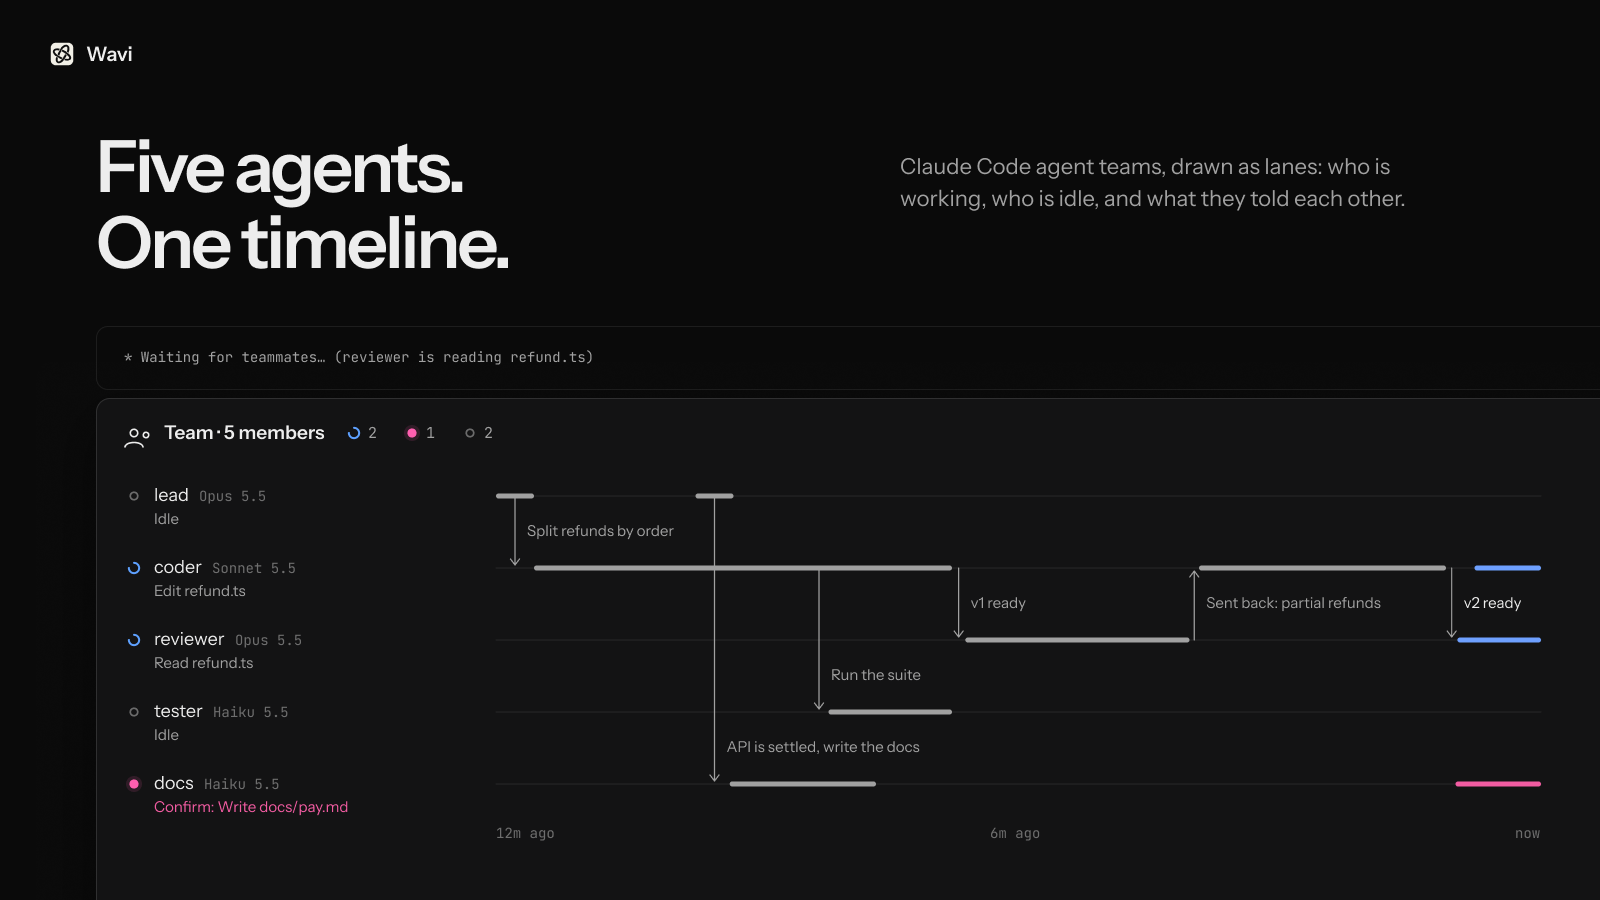 Wavi
Five agents.
One timeline.
Claude Code agent teams, drawn as lanes: who is
working, who is idle, and what they told each other.
* Waiting for teammates… (reviewer is reading refund.ts)
Team · 5 members 2 1 2
lead Opus 5.5
Idle
Split refunds by order
coder Sonnet 5.5
Edit refund.ts
v1 ready
Sent back: partial refunds
v2 ready
reviewer Opus 5.5
Read refund.ts
Run the suite
tester Haiku 5.5
Idle
API is settled, write the docs
docs Haiku 5.5
Confirm: Write docs/pay.md
12m ago
6m ago
now